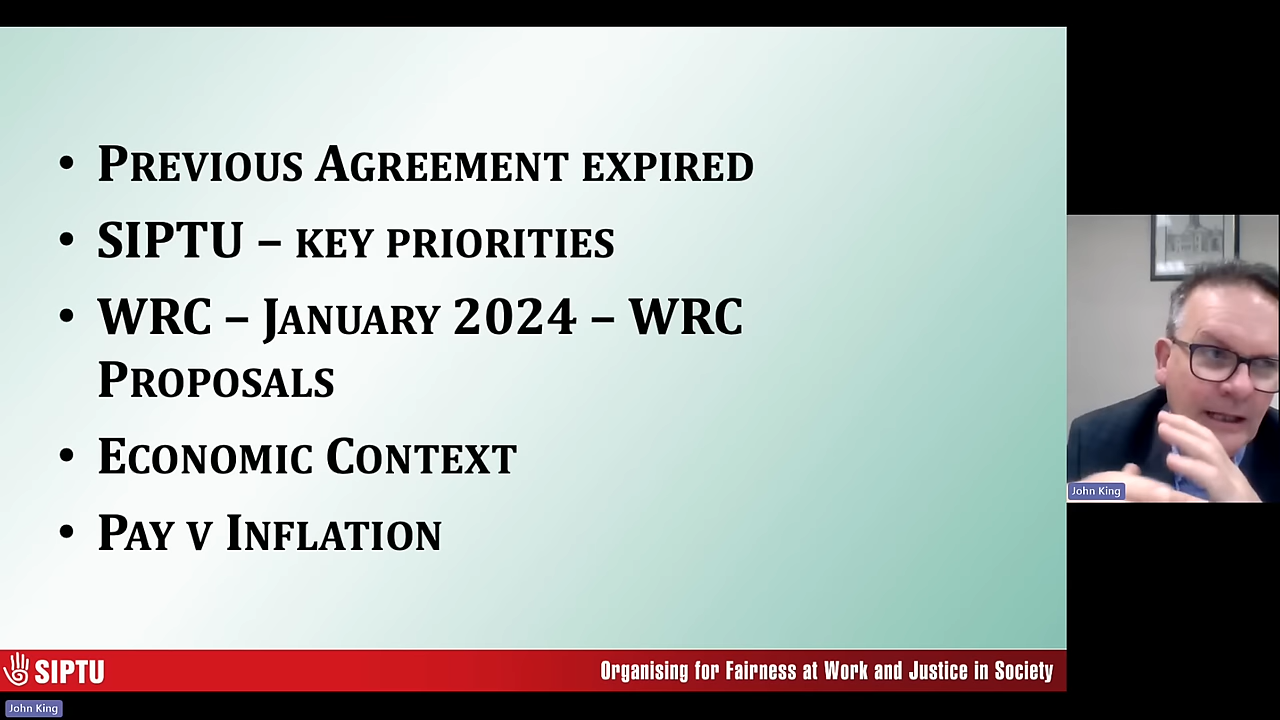 • Previous Agreement expired
• SIPTU – key priorities
• WRC – January 2024 – WRC
Proposals
• Economic Context
• Pay v Inflation
John King
SIPTU
Organising for Fairness at Work and Justice in Society
John King